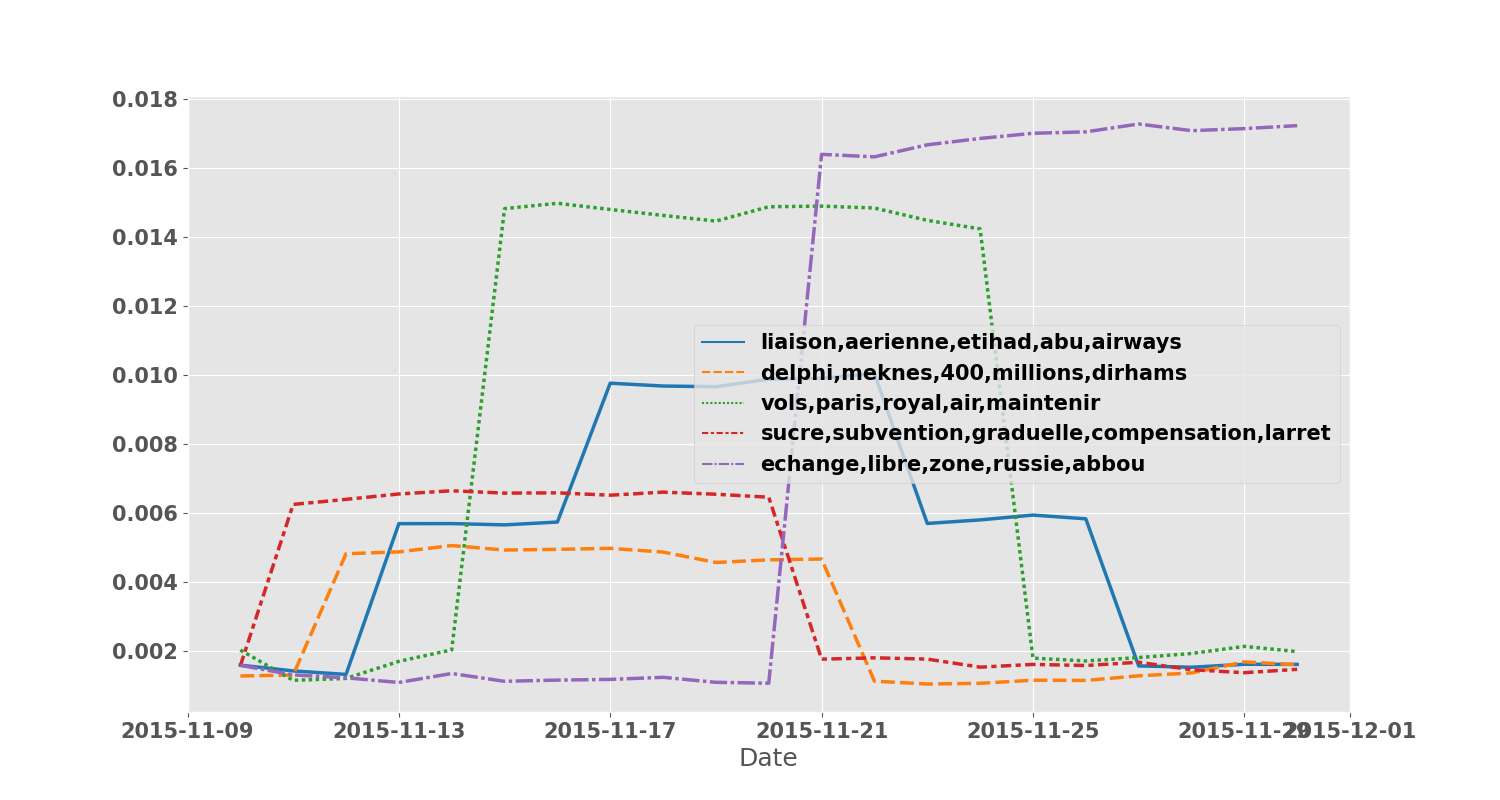 0.018
0.016
0.014
0.012
0.010
0.008
0.006
0.004
0.002
liaison,aerienne,etihad,abu,airways
delphi,meknes,400,millions,dirhams
vols,paris,royal,air,maintenir
sucre,subvention,graduelle,compensation,larret
echange,libre,zone,russie,abbou
2015-11-09 2015-11-13 2015-11-17 2015-11-21 2015-11-25 2015-11-29 2015-12-01
Date